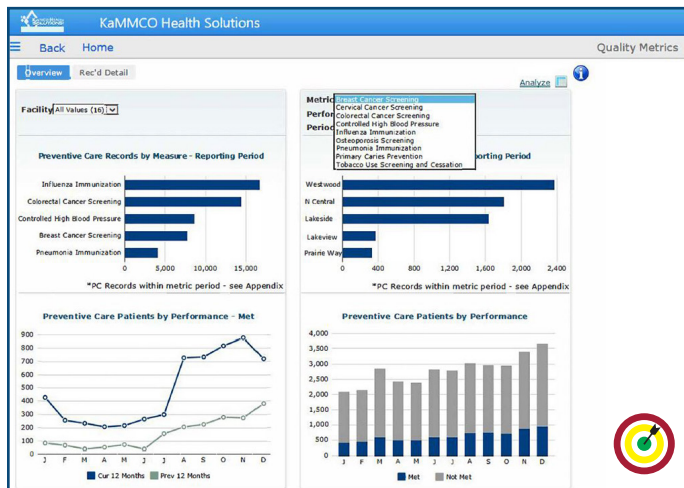 KaMMCO Health Solutions
Back Home Quality Metrics
Overview Rec'd Detail
Analyze
Facility All Values (16)
Metric Breast Cancer Screening
Cervical Cancer Screening
Perfor Colorectal Cancer Screening
Controlled High Blood Pressure
Period Influenza Immunization
Osteoporosis Screening
Pneumonia Immunization
Primary Caries Prevention
Tobacco Use Screening and Cessation
Preventive Care Records by Measure - Reporting Period
Influenza Immunization
Colorectal Cancer Screening
Controlled High Blood Pressure
Breast Cancer Screening
Pneumonia Immunization
0 5,000 10,000 15,000
*PC Records within metric period - see Appendix
porting Period
Westwood
N Central
Lakeside
Lakeview
Prairie Way
0 400 800 1,200 1,600 2,000 2,400
*PC Records within metric period - see Appendix
Preventive Care Patients by Performance - Met
900
800
700
600
500
400
300
200
100
0
J F M A M J J A S O N D
Cur 12 Months Prev 12 Months
Preventive Care Patients by Performance
4,000
3,500
3,000
2,500
2,000
1,500
1,000
500
0
J F M A M J J A S O N D
Met Not Met